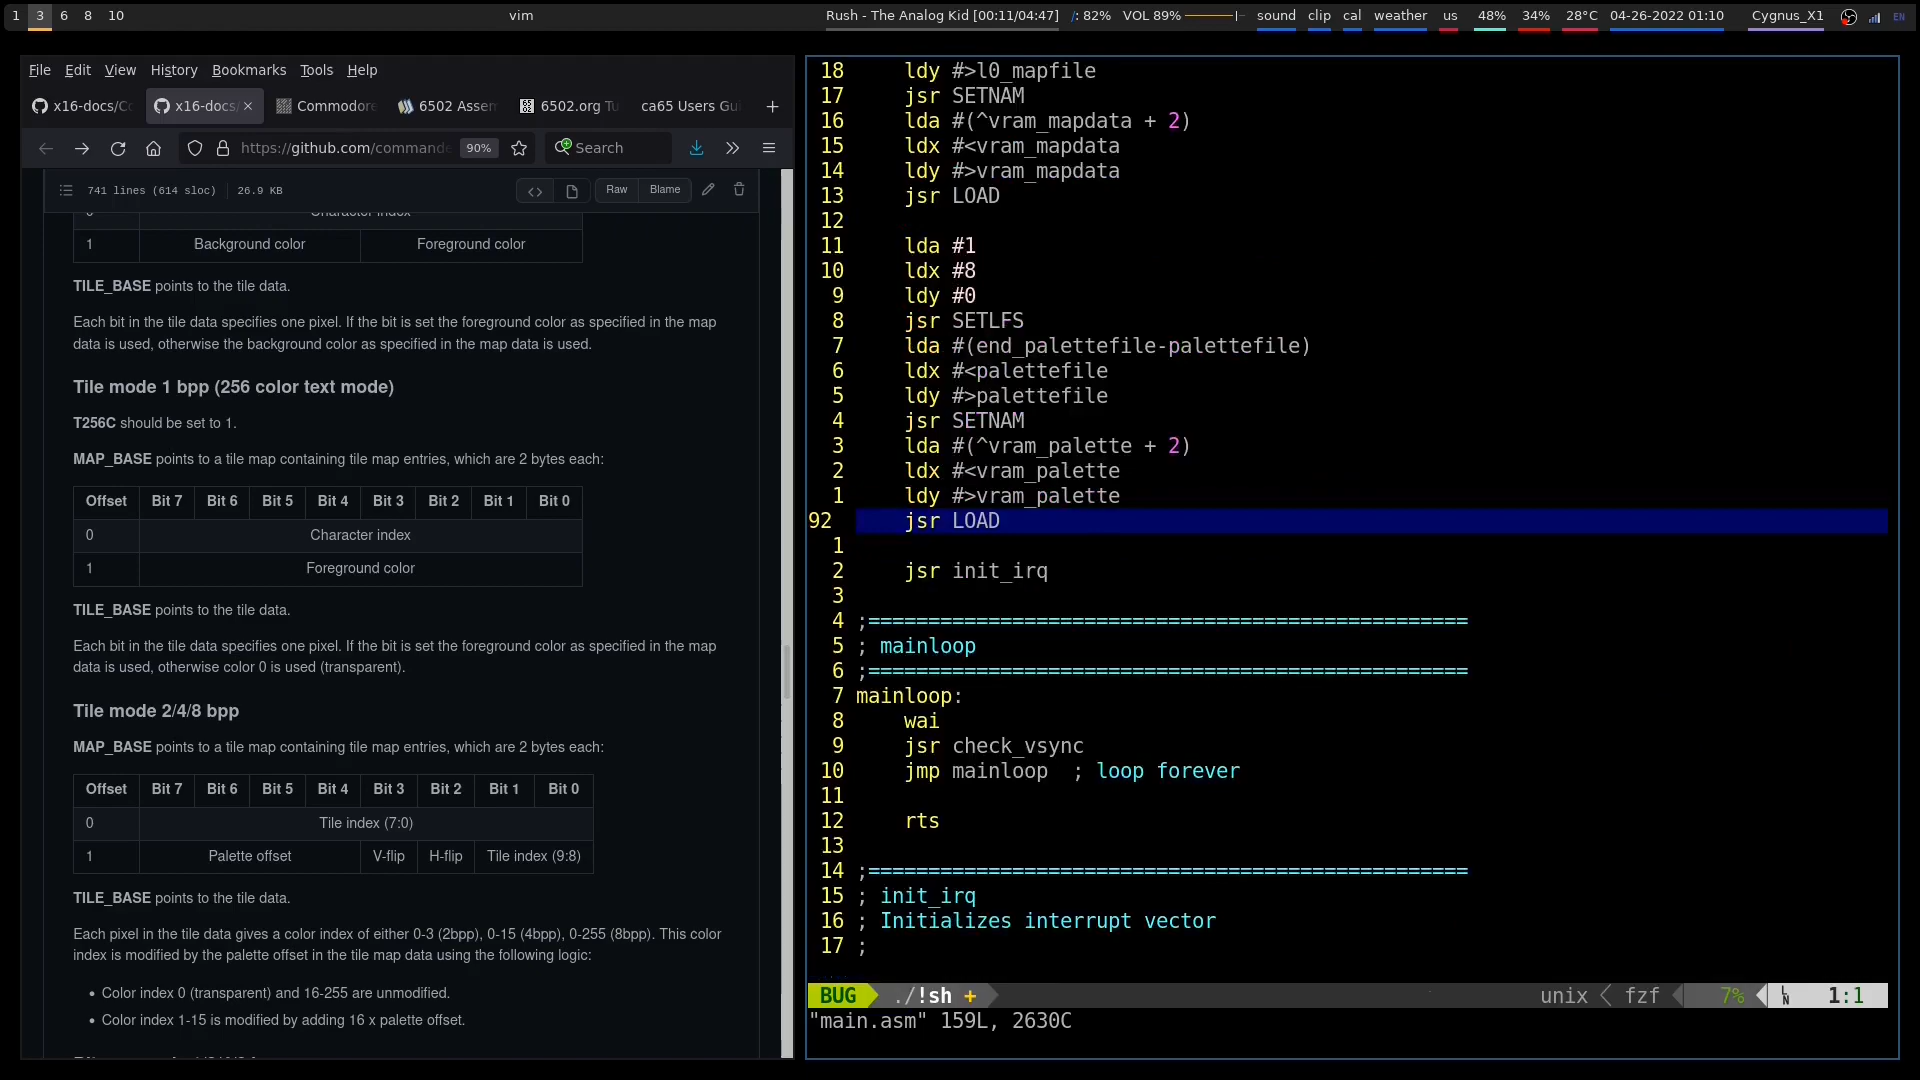 1 3 6 8 10 vim Rush - The Analog Kid [00:11/04:47] /: 82% VOL 89% sound clip cal weather us 48% 34% 28°C 04-26-2022 01:10 Cygnus_X1 EN
File Edit View History Bookmarks Tools Help
x16-docs/Co x16-docs/ × Commodore 6502 Assem 6502.org Tu ca65 Users Gui +
https://github.com/commande 90% Search
741 lines (614 sloc) 26.9 KB Raw Blame
Character index
1 Background color Foreground color
TILE_BASE points to the tile data.
Each bit in the tile data specifies one pixel. If the bit is set the foreground color as specified in the map
data is used, otherwise the background color as specified in the map data is used.
Tile mode 1 bpp (256 color text mode)
T256C should be set to 1.
MAP_BASE points to a tile map containing tile map entries, which are 2 bytes each:
Offset Bit 7 Bit 6 Bit 5 Bit 4 Bit 3 Bit 2 Bit 1 Bit 0
0 Character index
1 Foreground color
TILE_BASE points to the tile data.
Each bit in the tile data specifies one pixel. If the bit is set the foreground color as specified in the map
data is used, otherwise color 0 is used (transparent).
Tile mode 2/4/8 bpp
MAP_BASE points to a tile map containing tile map entries, which are 2 bytes each:
Offset Bit 7 Bit 6 Bit 5 Bit 4 Bit 3 Bit 2 Bit 1 Bit 0
0 Tile index (7:0)
1 Palette offset V-flip H-flip Tile index (9:8)
TILE_BASE points to the tile data.
Each pixel in the tile data gives a color index of either 0-3 (2bpp), 0-15 (4bpp), 0-255 (8bpp). This color
index is modified by the palette offset in the tile map data using the following logic:
• Color index 0 (transparent) and 16-255 are unmodified.
• Color index 1-15 is modified by adding 16 x palette offset.
18 ldy #>l0_mapfile
17 jsr SETNAM
16 lda #(^vram_mapdata + 2)
15 ldx #<vram_mapdata
14 ldy #>vram_mapdata
13 jsr LOAD
12
11 lda #1
10 ldx #8
9 ldy #0
8 jsr SETLFS
7 lda #(end_palettefile-palettefile)
6 ldx #<palettefile
5 ldy #>palettefile
4 jsr SETNAM
3 lda #(^vram_palette + 2)
2 ldx #<vram_palette
1 ldy #>vram_palette
92 jsr LOAD
1
2 jsr init_irq
3
4 ;==================================================
5 ; mainloop
6 ;==================================================
7 mainloop:
8 wai
9 jsr check_vsync
10 jmp mainloop ; loop forever
11
12 rts
13
14 ;==================================================
15 ; init_irq
16 ; Initializes interrupt vector
17 ;
BUG ./!sh + unix fzf 7% LN 1:1
"main.asm" 159L, 2630C